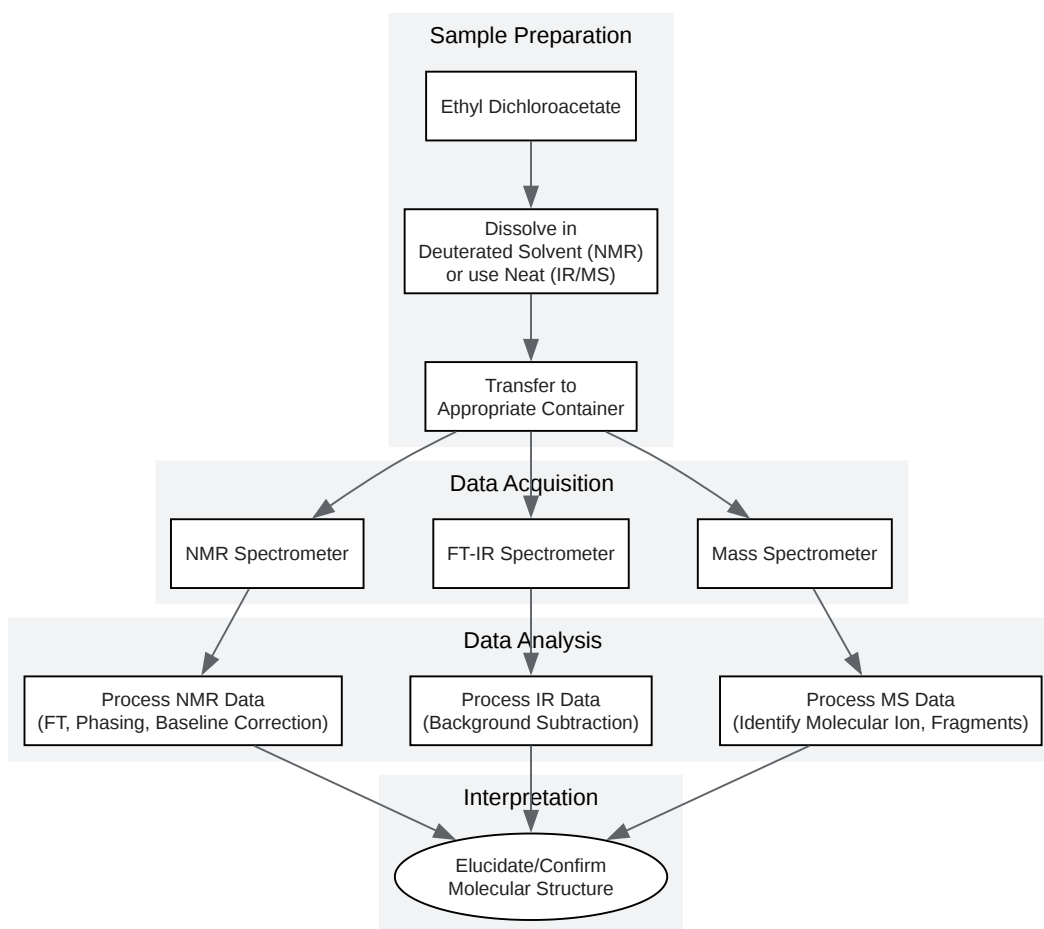 Sample Preparation
Ethyl Dichloroacetate
Dissolve in
Deuterated Solvent (NMR)
or use Neat (IR/MS)
Transfer to
Appropriate Container
Data Acquisition
NMR Spectrometer
FT-IR Spectrometer
Mass Spectrometer
Data Analysis
Process NMR Data
(FT, Phasing, Baseline Correction)
Process IR Data
(Background Subtraction)
Process MS Data
(Identify Molecular Ion, Fragments)
Interpretation
Elucidate/Confirm
Molecular Structure